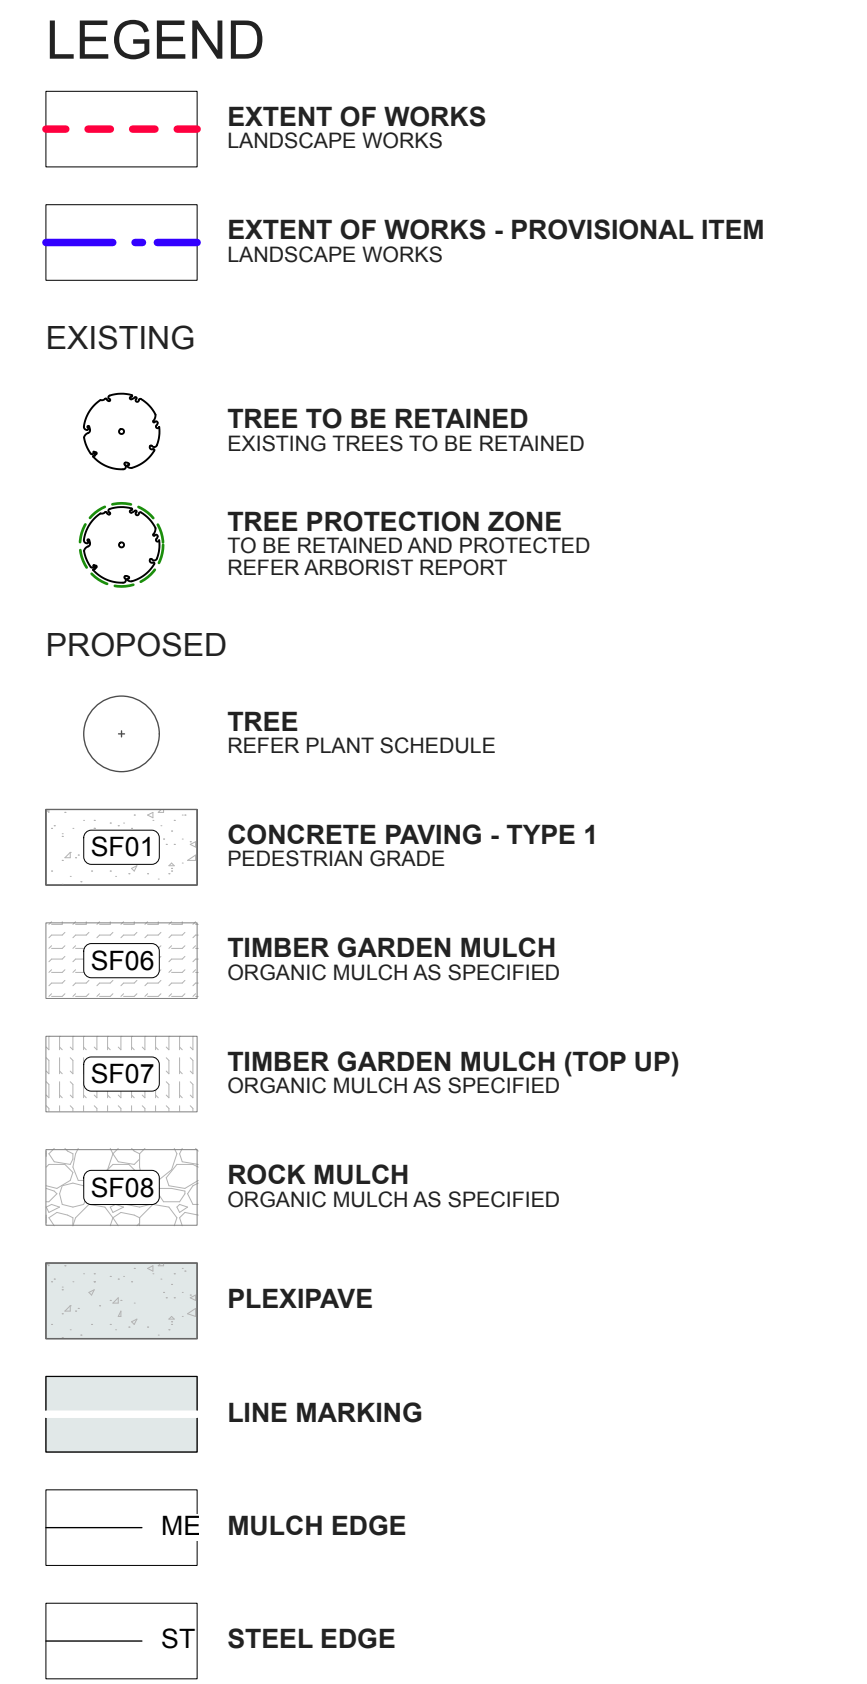 LEGEND
EXTENT OF WORKS
LANDSCAPE WORKS
EXTENT OF WORKS - PROVISIONAL ITEM
LANDSCAPE WORKS
EXISTING
TREE TO BE RETAINED
EXISTING TREES TO BE RETAINED
TREE PROTECTION ZONE
TO BE RETAINED AND PROTECTED
REFER ARBORIST REPORT
PROPOSED
TREE
REFER PLANT SCHEDULE
SF01
CONCRETE PAVING - TYPE 1
PEDESTRIAN GRADE
SF06
TIMBER GARDEN MULCH
ORGANIC MULCH AS SPECIFIED
SF07
TIMBER GARDEN MULCH (TOP UP)
ORGANIC MULCH AS SPECIFIED
SF08
ROCK MULCH
ORGANIC MULCH AS SPECIFIED
PLEXIPAVE
LINE MARKING
ME MULCH EDGE
ST STEEL EDGE